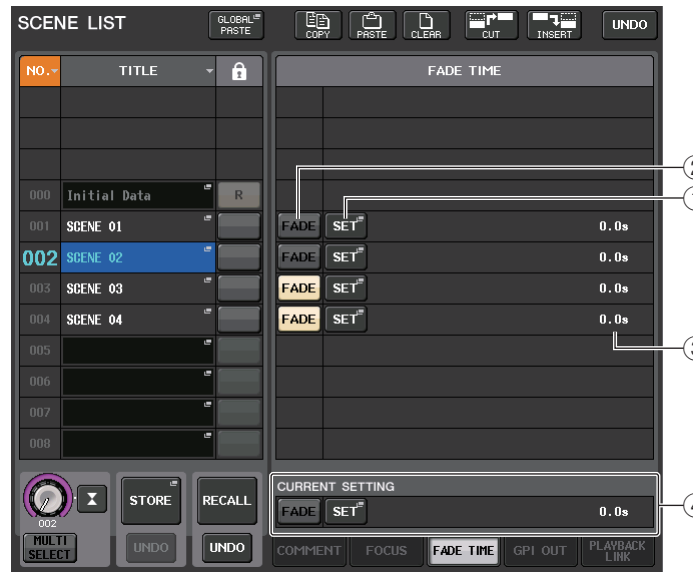 SCENE LIST GLOBAL PASTE COPY PASTE CLEAR CUT INSERT UNDO
NO. TITLE FADE TIME
000 Initial Data R
001 SCENE 01 FADE SET 0.0s
002 SCENE 02 FADE SET 0.0s
003 SCENE 03 FADE SET 0.0s
004 SCENE 04 FADE SET 0.0s
005
006
007
008
CURRENT SETTING
STORE RECALL FADE SET 0.0s
002
MULTI SELECT UNDO UNDO COMMENT FOCUS FADE TIME GPI OUT PLAYBACK LINK